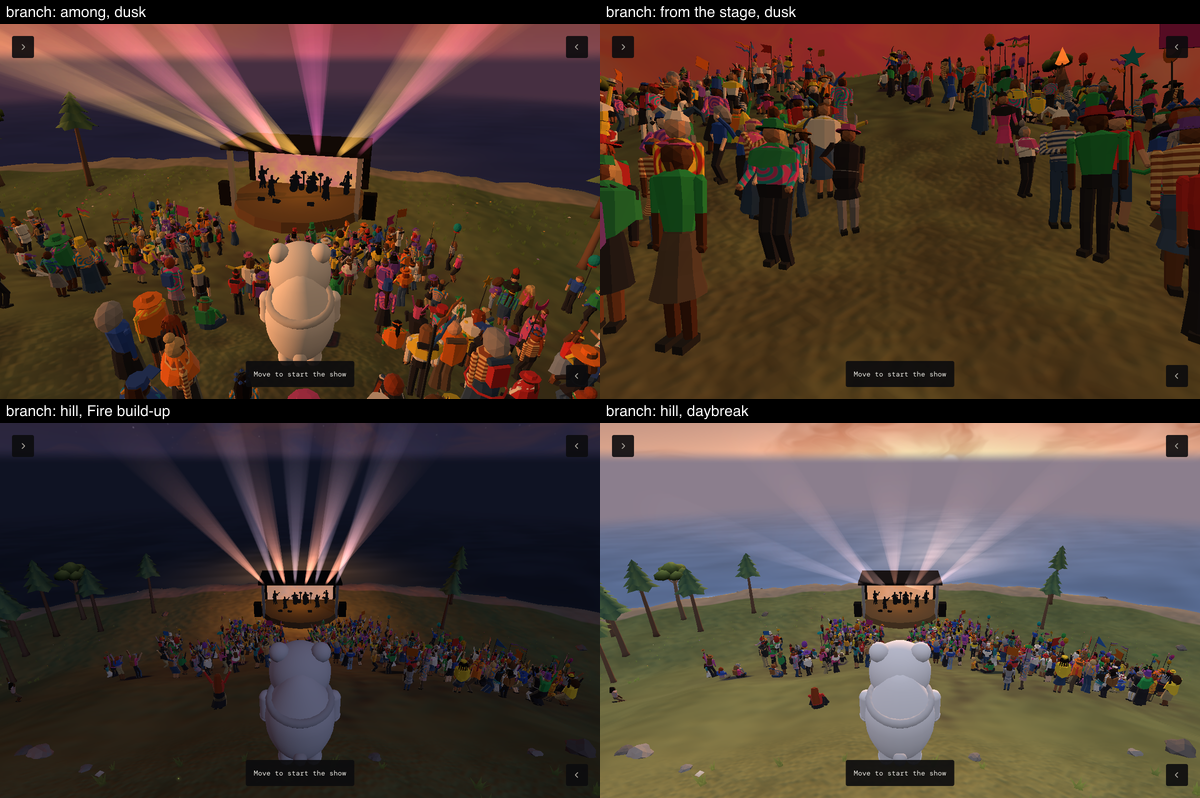 branch: among, dusk
branch: from the stage, dusk
Move to start the show
Move to start the show
branch: hill, Fire build-up
branch: hill, daybreak
Move to start the show
Move to start the show